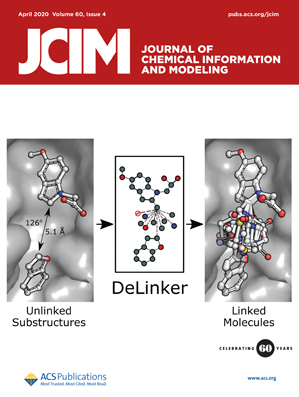 April 2020 Volume 60, Issue 4
pubs.acs.org/jcim
JCIM
JOURNAL OF
CHEMICAL INFORMATION
AND MODELING
126°
5.1 Å
DeLinker
Unlinked
Substructures
Linked
Molecules
CELEBRATING 60 YEARS
ACS Publications
Most Trusted. Most Cited. Most Read.
www.acs.org